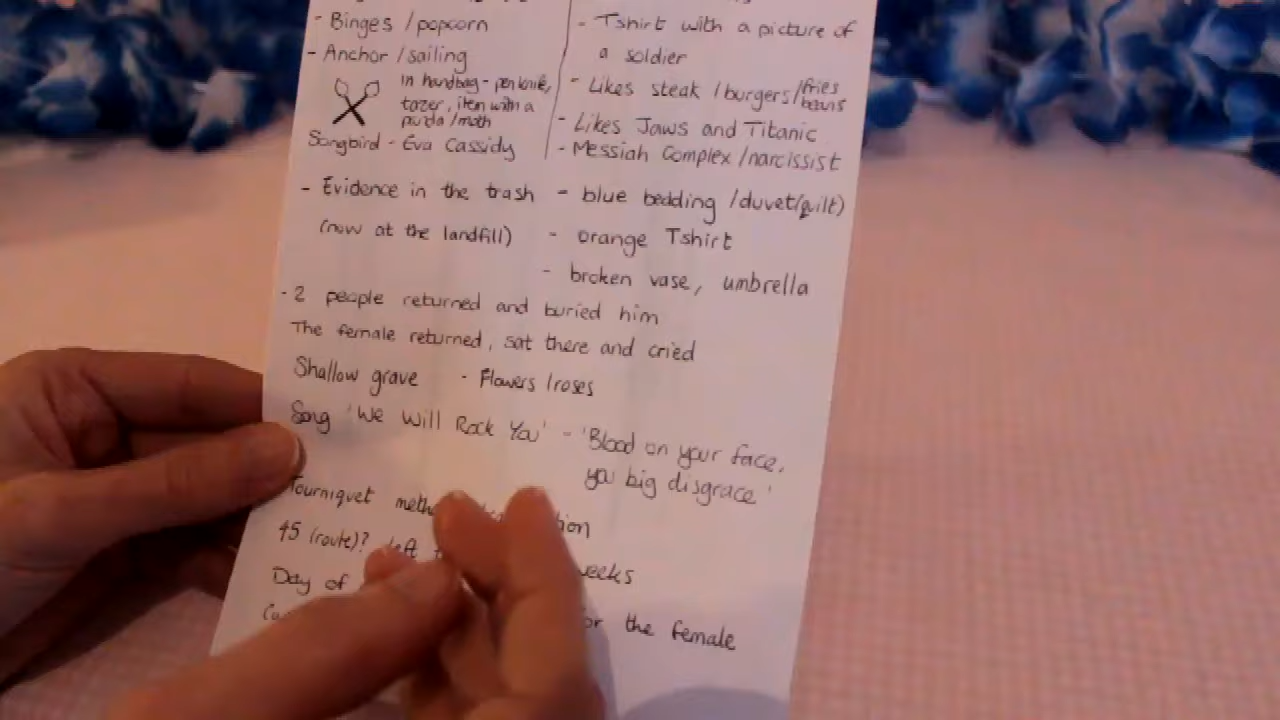 - Binges / popcorn
- Anchor / sailing
in handbag - pen knife,
tazer, item with a
panda / moth
Songbird - Eva Cassidy
- Tshirt with a picture of
a soldier
- Likes steak / burgers / fries
beans
- Likes Jaws and Titanic
- Messiah Complex / narcissist
- Evidence in the trash
(now at the landfill)
- blue bedding / duvet (quilt)
- orange Tshirt
- broken vase, umbrella
- 2 people returned and buried him
The female returned, sat there and cried
Shallow grave - Flowers / roses
Song 'We Will Rock You' - 'Blood on your face,
you big disgrace'
Tourniquet
45 (route)? left
weeks
Day of
for the female